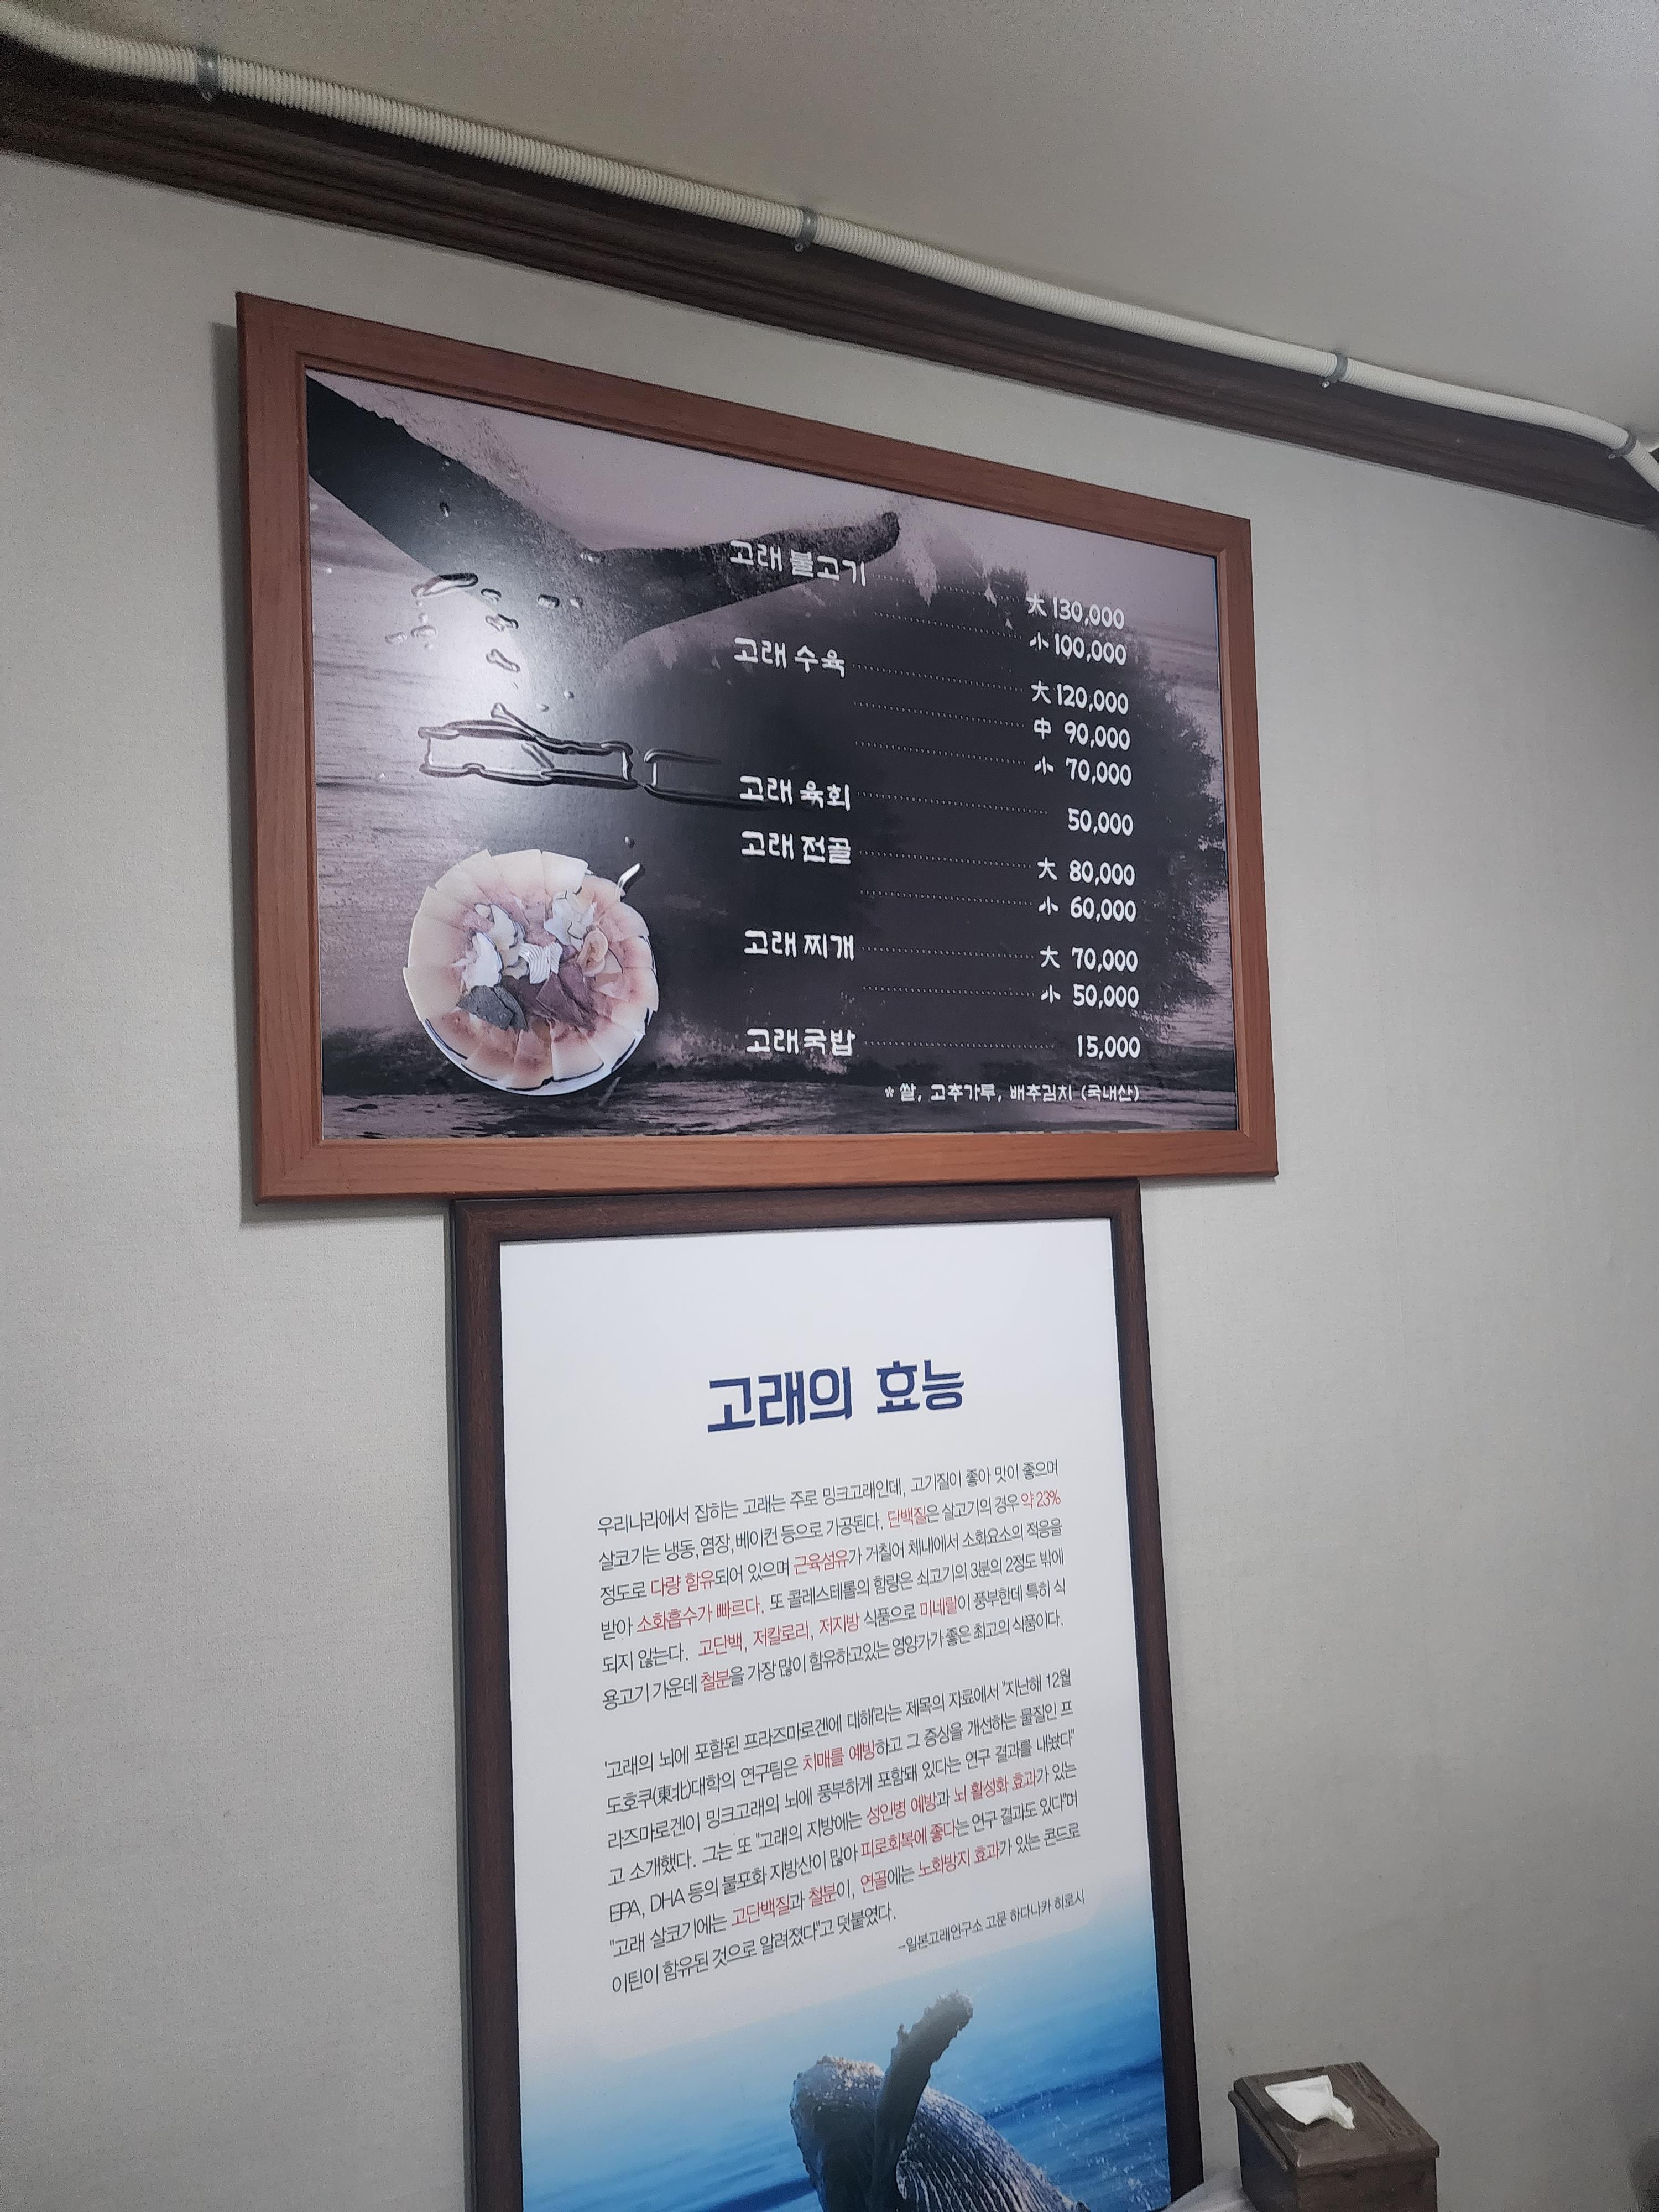 고래 불고기 大 130,000
小 100,000
고래 수육 大 120,000
中 90,000
小 70,000
고래 육회 50,000
고래 전골 大 80,000
小 60,000
고래 찌개 大 70,000
小 50,000
고래국밥 15,000
* 쌀, 고추가루, 배추김치 (국내산)
고래의 효능
우리나라에서 잡히는 고래는 주로 밍크고래인데, 고기질이 좋아 맛이 좋으며
살코기는 냉동, 염장, 베이컨 등으로 가공된다. 단백질은 살고기의 경우 약 23%
정도로 다량 함유되어 있으며 근육섬유가 거칠어 체내에서 소화요소의 적응을
받아 소화흡수가 빠르다. 또 콜레스테롤의 함량은 쇠고기의 3분의 2정도 밖에
되지 않는다. 고단백, 저칼로리, 저지방 식품으로 미네랄이 풍부한데 특히 식
용고기 가운데 철분을 가장 많이 함유하고있는 영양가가 좋은 최고의 식품이다.
'고래의 뇌에 포함된 프라즈마로겐에 대해'라는 제목의 자료에서 "지난해 12월
도호쿠(東北)대학의 연구팀은 치매를 예방하고 그 증상을 개선하는 물질인 프
라즈마로겐이 밍크고래의 뇌에 풍부하게 포함돼 있다는 연구 결과를 내놨다"
고 소개했다. 그는 또 "고래의 지방에는 성인병 예방과 뇌 활성화 효과가 있는
EPA, DHA 등의 불포화 지방산이 많아 피로회복에 좋다는 연구 결과도 있다"며
"고래 살코기에는 고단백질과 철분이, 연골에는 노화방지 효과가 있는 콘드로
이틴이 함유된 것으로 알려졌다"고 덧붙였다.
--일본고래연구소 고문 하다나카 히로시